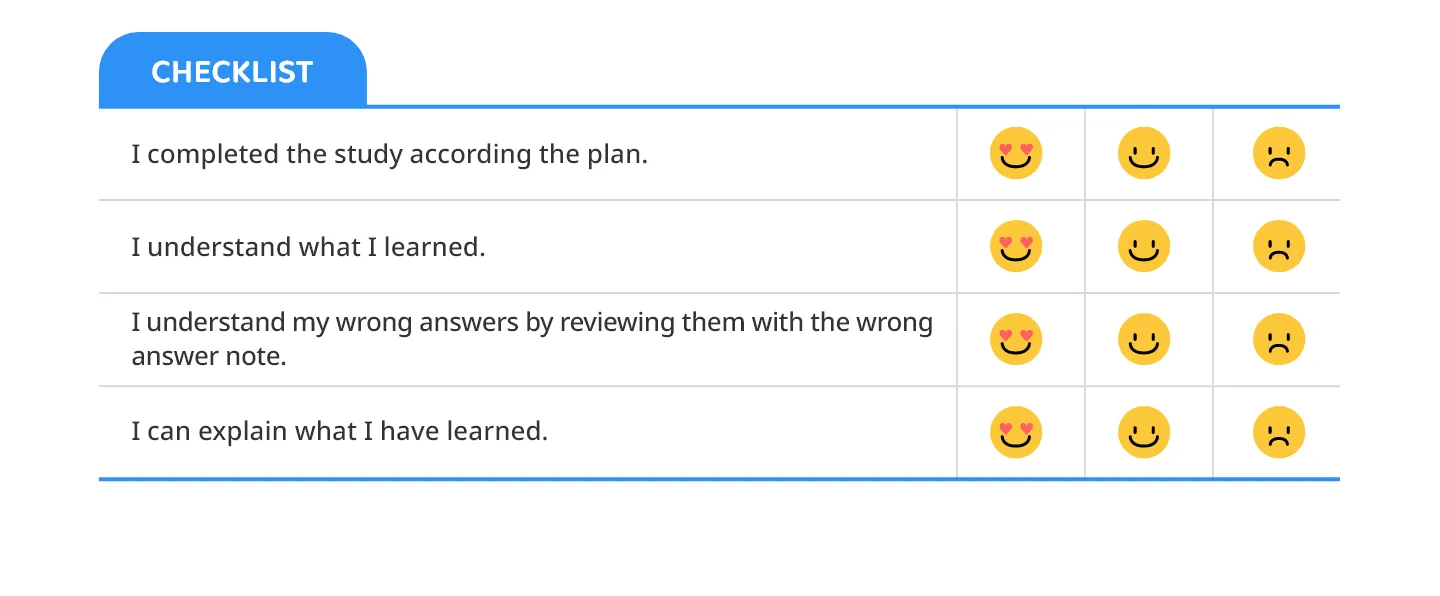 CHECKLIST
I completed the study according the plan.
I understand what I learned.
I understand my wrong answers by reviewing them with the wrong
answer note.
I can explain what I have learned.